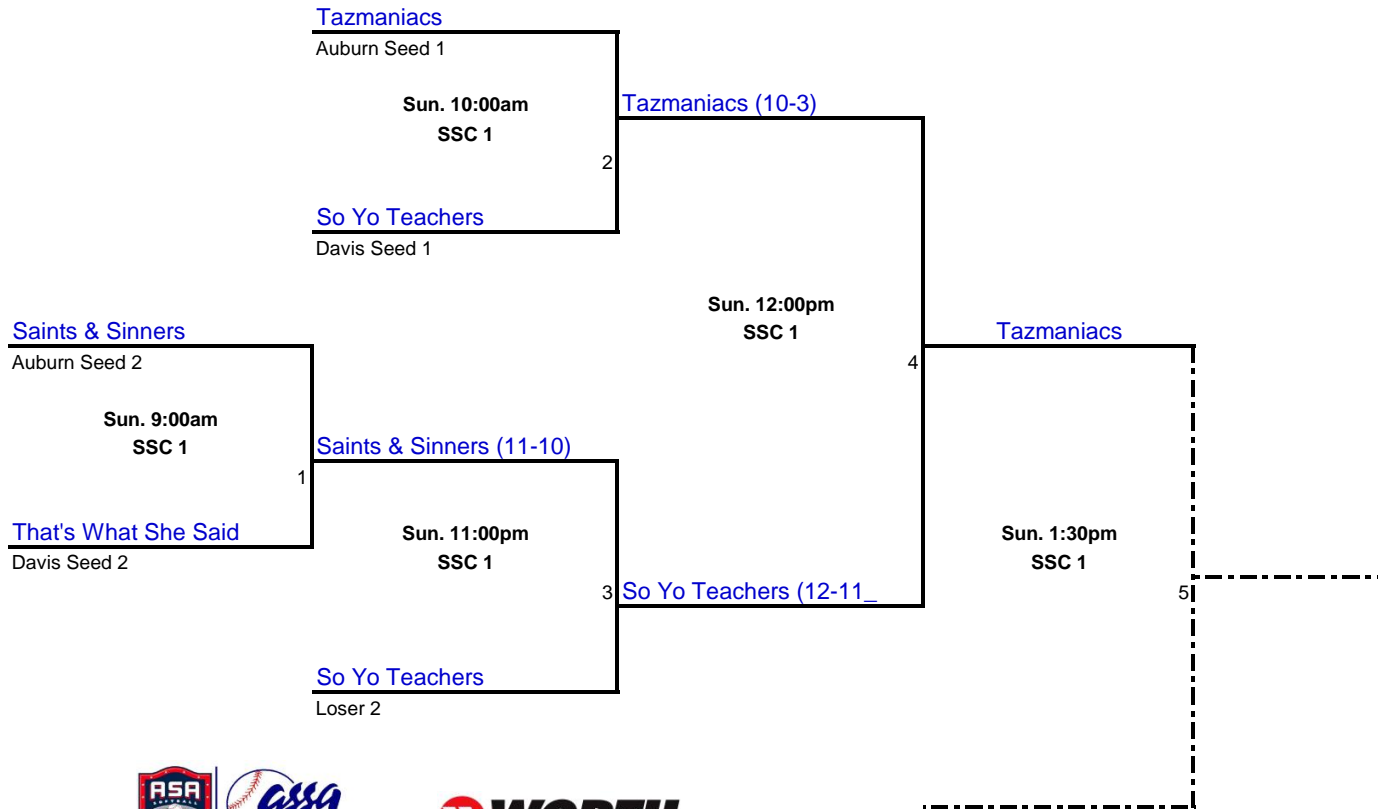 Tazmaniacs
Auburn Seed 1
Sun. 10:00am
SSC 1
Tazmaniacs (10-3)
2
So Yo Teachers
Davis Seed 1
Sun. 12:00pm
SSC 1
Saints & Sinners
Auburn Seed 2
Tazmaniacs
4
Sun. 9:00am
SSC 1
Saints & Sinners (11-10)
1
That's What She Said
Davis Seed 2
Sun. 11:00pm
SSC 1
Sun. 1:30pm
SSC 1
3
So Yo Teachers (12-11_
5
So Yo Teachers
Loser 2
ASA
assa
WORTH